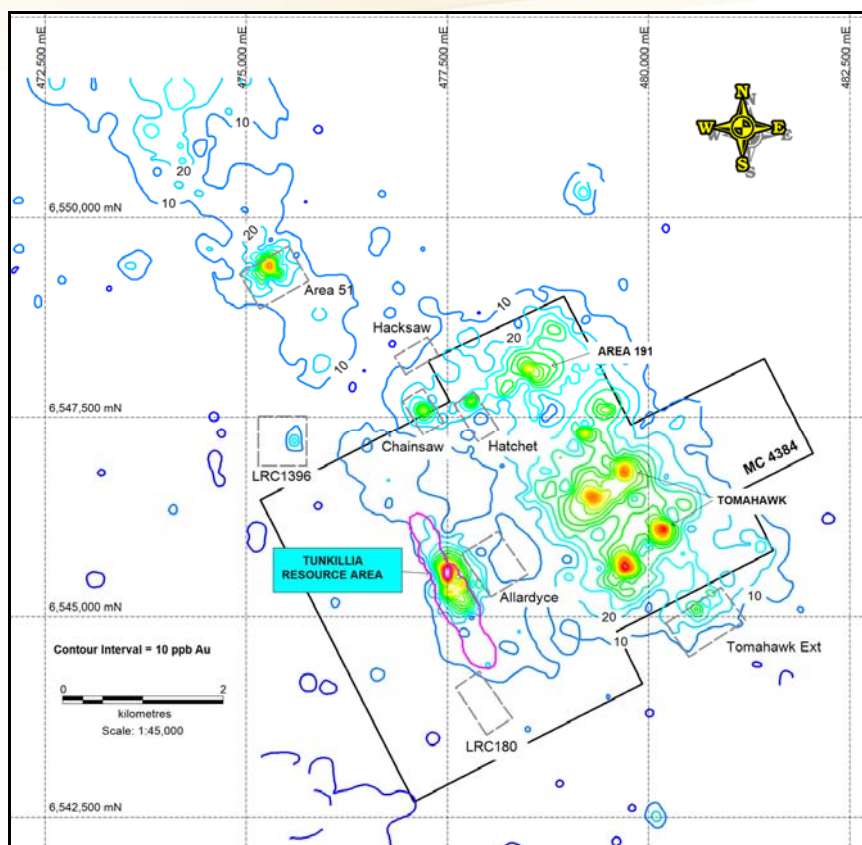 472,500 mE
475,000 mE
477,500 mE
480,000 mE
482,500 mE
N
W E
S
10
20
10
6,550,000 mN
20
Area 51
10
Hacksaw
10
20
AREA 191
6,547,500 mN
Chainsaw
Hatchet
LRC1396
MC 4384
TOMAHAWK
TUNKILLIA
RESOURCE AREA
Allardyce
6,545,000 mN
20
10
10
Tomahawk Ext
Contour Interval = 10 ppb Au
0 2
kilometres
Scale: 1:45,000
LRC180
6,542,500 mN